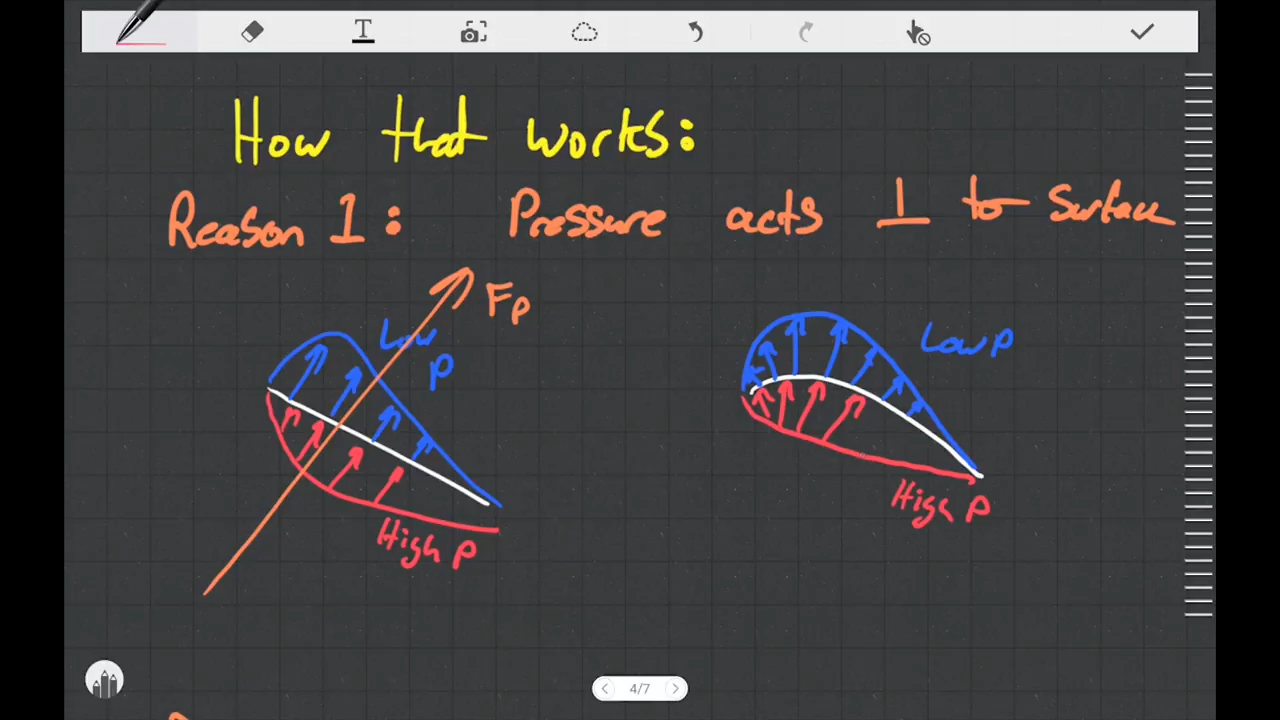 T
How that works:
Reason 1: Pressure acts ⊥ to Surface
FP
Low
P
Low P
High P
High P
4/7